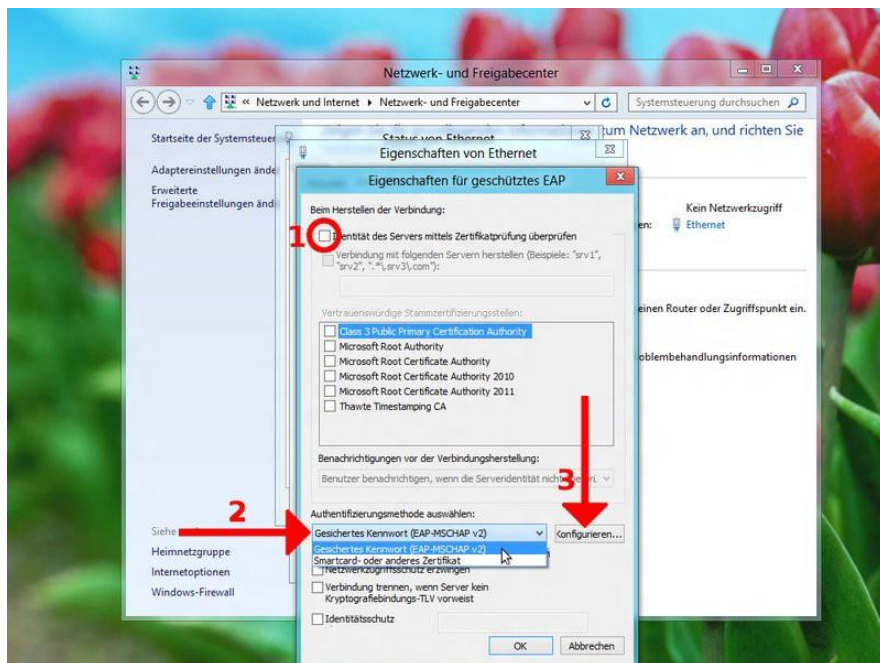 Netzwerk- und Freigabecenter
« Netzwerk und Internet ▸ Netzwerk- und Freigabecenter
Systemsteuerung durchsuchen
Startseite der Systemsteuer
Status von Ethernet
zum Netzwerk an, und richten Sie
Eigenschaften von Ethernet
Adaptereinstellungen ände
Eigenschaften für geschütztes EAP
Erweiterte
Freigabeeinstellungen änd
Beim Herstellen der Verbindung:
Kein Netzwerkzugriff
en: Ethernet
1
Identität des Servers mittels Zertifikatprüfung überprüfen
Verbindung mit folgenden Servern herstellen (Beispiele: "srv1",
"srv2", ".*\.srv3\.com"):
einen Router oder Zugriffspunkt ein.
Vertrauenswürdige Stammzertifizierungsstellen:
Class 3 Public Primary Certification Authority
Microsoft Root Authority
Microsoft Root Certificate Authority
oblembehandlungsinformationen
Microsoft Root Certificate Authority 2010
Microsoft Root Certificate Authority 2011
Thawte Timestamping CA
Benachrichtigungen vor der Verbindungsherstellung:
Benutzer benachrichtigen, wenn die Serveridentität nicht
3
2
Authentifizierungsmethode auswählen:
Siehe
Gesichertes Kennwort (EAP-MSCHAP v2)
Konfigurieren...
Gesichertes Kennwort (EAP-MSCHAP v2)
Smartcard- oder anderes Zertifikat
Heimnetzgruppe
Netzwerkzugriffsschutz erzwingen
Internetoptionen
Verbindung trennen, wenn Server kein
Kryptografiebindungs-TLV vorweist
Windows-Firewall
Identitätsschutz
OK
Abbrechen